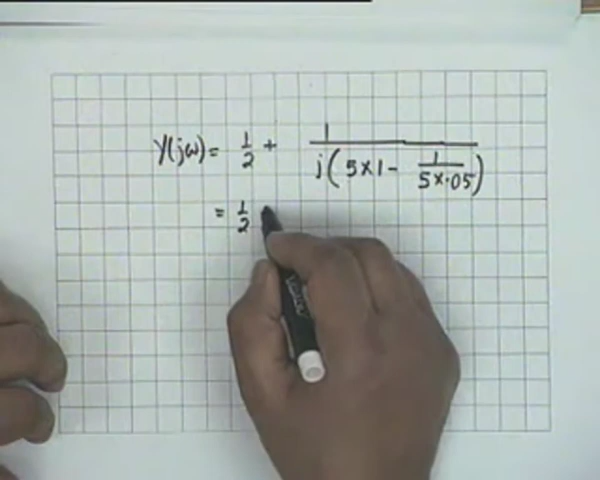 Y(jω) = 1/2 + 1/(j(5×1 − 1/(5×.05)))
= 1/2